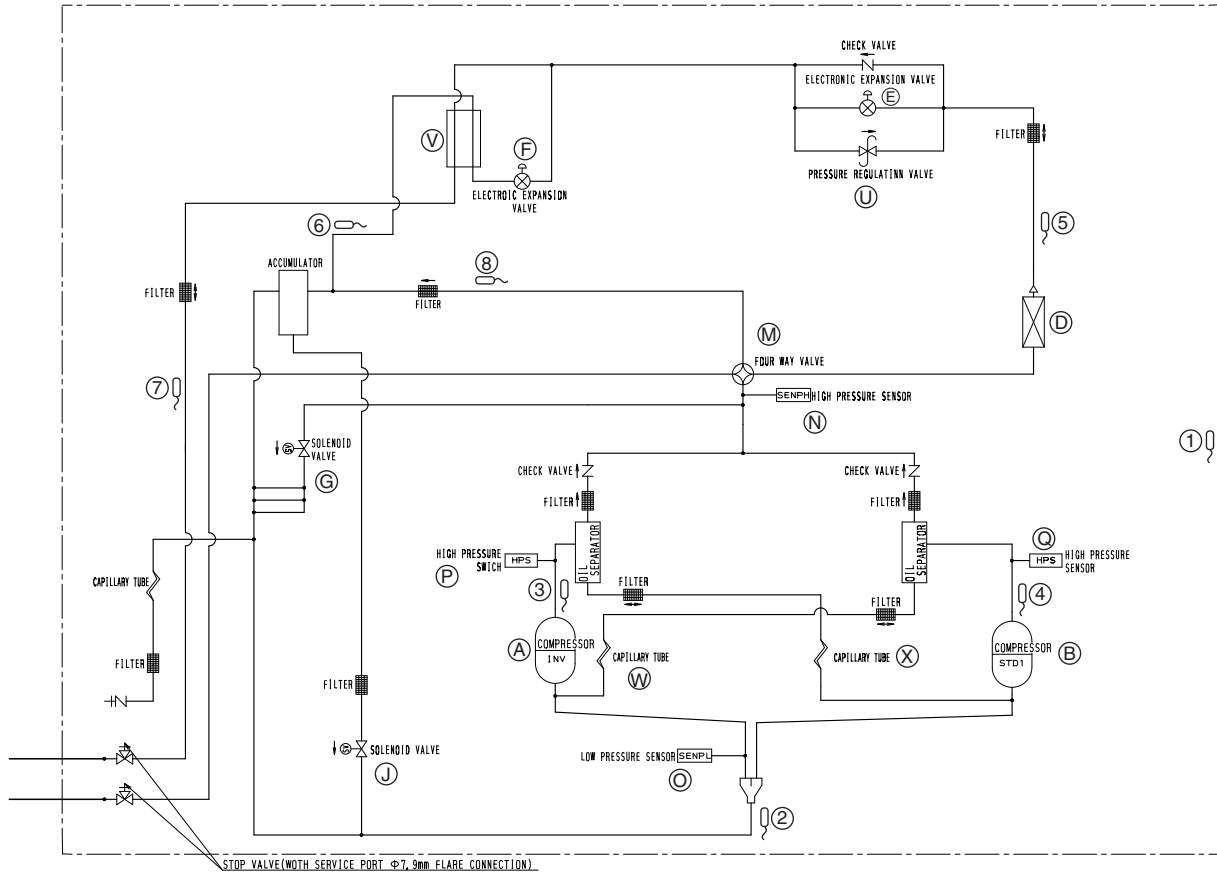 CHECK VALVE
ELECTRONIC EXPANSION VALVE
E
FILTER
V
F
PRESSURE REGULATINN VALVE
U
ELECTROIC EXPANSION
VALVE
6
5
ACCUMULATOR
8
FILTER
FILTER
D
M
FOUR WAY VALVE
7
SENPH
HIGH PRESSURE SENSOR
N
1
SV
SOLENOID
VALVE
G
CHECK VALVE
CHECK VALVE
FILTER
FILTER
OIL
SEPARATOR
OIL
SEPARATOR
HIGH PRESSURE
SWICH
HPS
P
Q
HPS
HIGH PRESSURE
SENSOR
CAPILLARY TUBE
3
FILTER
FILTER
4
A
COMPRESSOR
INV
CAPILLARY TUBE
W
CAPILLARY TUBE
X
COMPRESSOR
STD1
B
FILTER
FILTER
SV
SOLENOID VALVE
J
LOW PRESSURE SENSOR
SENPL
O
2
STOP VALVE(WOTH SERVICE PORT Φ7,9mm FLARE CONNECTION)